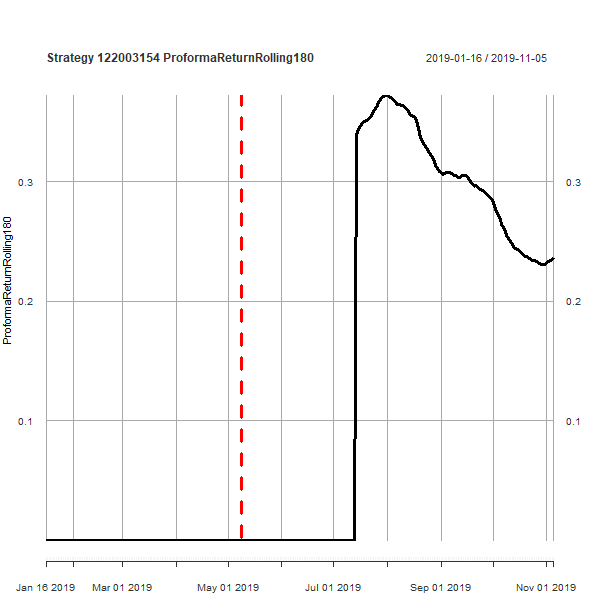 Strategy 122003154 ProformaReturnRolling180
2019-01-16 / 2019-11-05
ProformaReturnRolling180
0.3
0.3
0.2
0.2
0.1
0.1
Jan 16 2019
Mar 01 2019
May 01 2019
Jul 01 2019
Sep 01 2019
Nov 01 2019